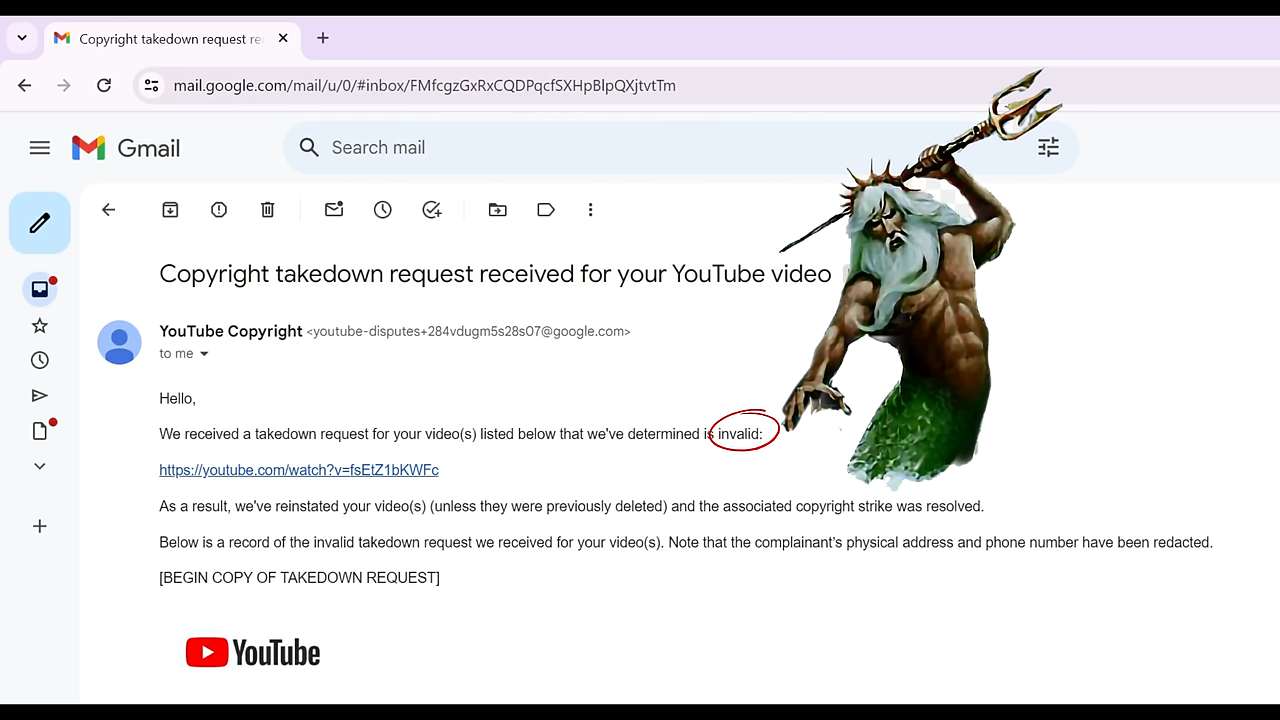 Copyright takedown request re
mail.google.com/mail/u/0/#inbox/FMfcgzGxRxCQDPqcfSXHpBlpQXjtvtTm
Gmail
Search mail
Copyright takedown request received for your YouTube video
YouTube Copyright <youtube-disputes+284vdugm5s28s07@google.com>
to me
Hello,
We received a takedown request for your video(s) listed below that we've determined is invalid:
https://youtube.com/watch?v=fsEtZ1bKWFc
As a result, we've reinstated your video(s) (unless they were previously deleted) and the associated copyright strike was resolved.
Below is a record of the invalid takedown request we received for your video(s). Note that the complainant's physical address and phone number have been redacted.
[BEGIN COPY OF TAKEDOWN REQUEST]
YouTube